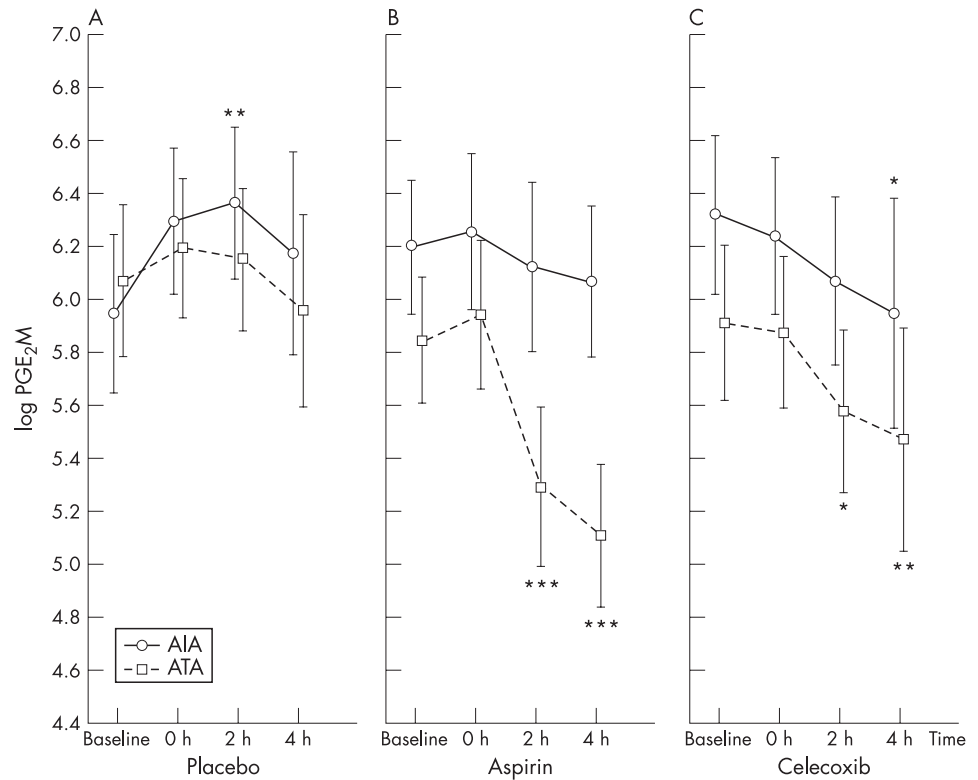 A
B
C
7.0
6.8
6.6
6.4
6.2
6.0
5.8
5.6
5.4
5.2
5.0
4.8
4.6
4.4
log PGE₂M
**
***
***
*
*
**
AIA
ATA
Baseline 0 h 2 h 4 h
Baseline 0 h 2 h 4 h
Baseline 0 h 2 h 4 h Time
Placebo
Aspirin
Celecoxib